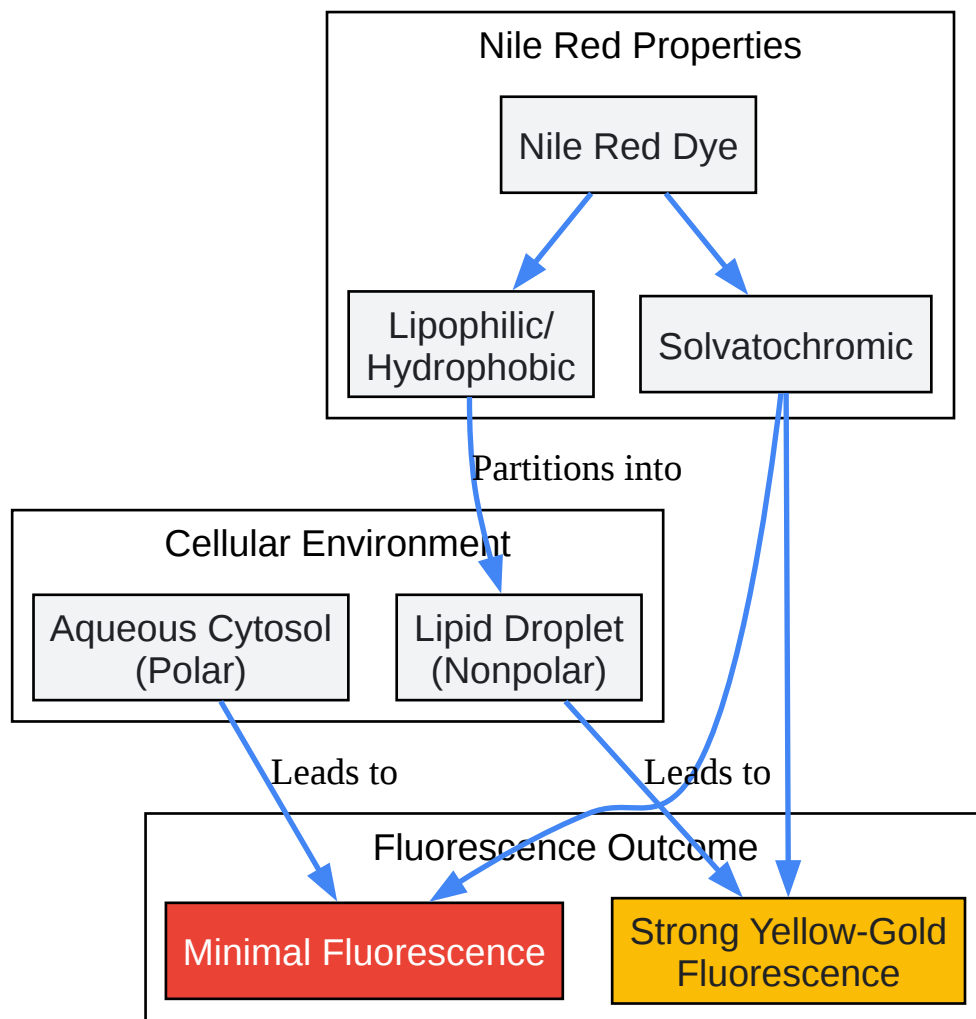 Nile Red Properties
Nile Red Dye
Lipophilic/
Hydrophobic
Solvatochromic
Partitions into
Cellular Environment
Aqueous Cytosol
(Polar)
Lipid Droplet
(Nonpolar)
Leads to
Leads to
Fluorescence Outcome
Minimal Fluorescence
Strong Yellow-Gold
Fluorescence